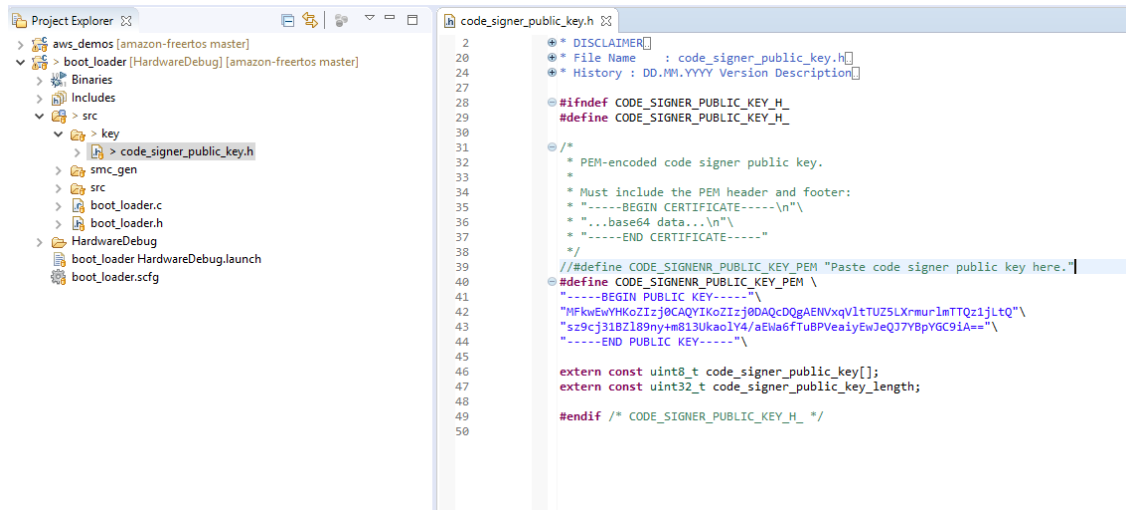 Project Explorer
aws_demos [amazon-freertos master]
> boot_loader [HardwareDebug] [amazon-freertos master]
Binaries
Includes
> src
> key
> code_signer_public_key.h
smc_gen
src
boot_loader.c
boot_loader.h
HardwareDebug
boot_loader HardwareDebug.launch
boot_loader.scfg
code_signer_public_key.h
2 * DISCLAIMER
20 * File Name : code_signer_public_key.h
24 * History : DD.MM.YYYY Version Description
27
28 #ifndef CODE_SIGNER_PUBLIC_KEY_H_
29 #define CODE_SIGNER_PUBLIC_KEY_H_
30
31 /*
32 * PEM-encoded code signer public key.
33 *
34 * Must include the PEM header and footer:
35 * "-----BEGIN CERTIFICATE-----\n"\
36 * "...base64 data...\n"\
37 * "-----END CERTIFICATE-----"
38 */
39 //#define CODE_SIGNENR_PUBLIC_KEY_PEM "Paste code signer public key here."
40 #define CODE_SIGNENR_PUBLIC_KEY_PEM \
41 "-----BEGIN PUBLIC KEY-----"\
42 "MFkwEwYHKoZIzj0CAQYIKoZIzj0DAQcDQgAENVxqVltTUZ5LXrmurlmTTQz1jLtQ"\
43 "sz9cj31BZl89ny+m813UkaolY4/aEWa6fTuBPVeaiyEwJeQJ7YBpYGC9iA=="\
44 "-----END PUBLIC KEY-----"\
45
46 extern const uint8_t code_signer_public_key[];
47 extern const uint32_t code_signer_public_key_length;
48
49 #endif /* CODE_SIGNER_PUBLIC_KEY_H_ */
50